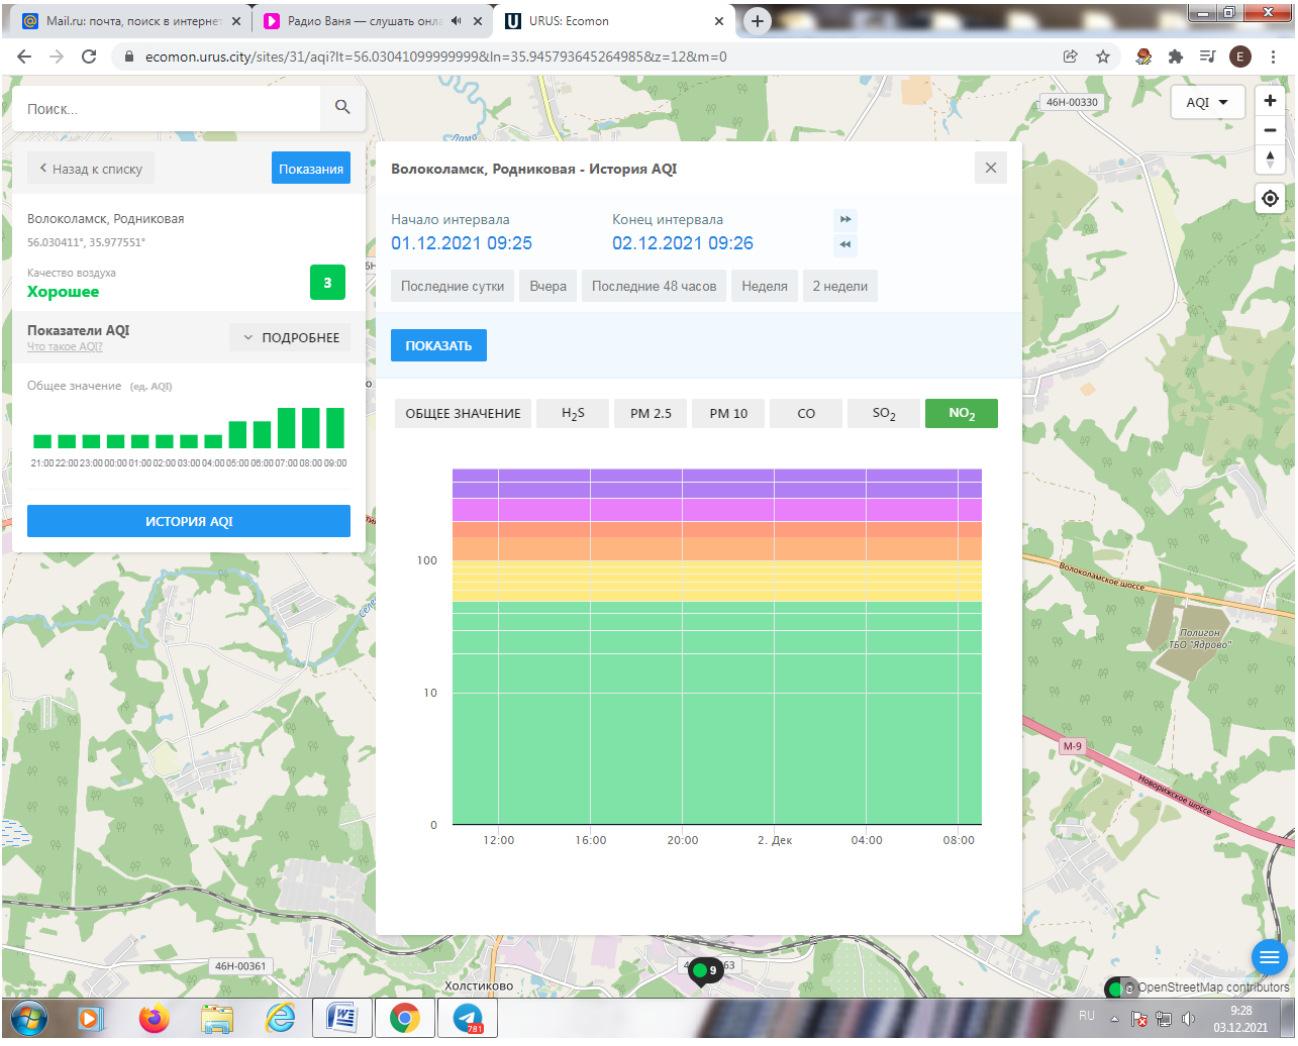 Mail.ru: почта, поиск в интернет
Радио Ваня — слушать онла
URUS: Ecomon
ecomon.urus.city/sites/31/aqi?lt=56.03041099999999&ln=35.945793645264985&z=12&m=0
E
Поиск...
46Н-00330
AQI
Назад к списку
Показания
Волоколамск, Родниковая - История AQI
Волоколамск, Родниковая
56.030411°, 35.977551°
Начало интервала
Конец интервала
01.12.2021 09:25
02.12.2021 09:26
Качество воздуха
Хорошее
3
Последние сутки
Вчера
Последние 48 часов
Неделя
2 недели
Показатели AQI
Что такое AQI?
ПОДРОБНЕЕ
ПОКАЗАТЬ
Общее значение (ед. AQI)
ОБЩЕЕ ЗНАЧЕНИЕ
H₂S
PM 2.5
PM 10
CO
SO₂
NO₂
21:00 22:00 23:00 00:00 01:00 02:00 03:00 04:00 05:00 06:00 07:00 08:00 09:00
ИСТОРИЯ AQI
100
10
0
12:00
16:00
20:00
2. Дек
04:00
08:00
Волоколамское шоссе
Полигон
ТБО "Ядрово"
М-9
Новорижское шоссе
46Н-00361
9
63
Холстиково
OpenStreetMap contributors
781
RU
9:28
03.12.2021